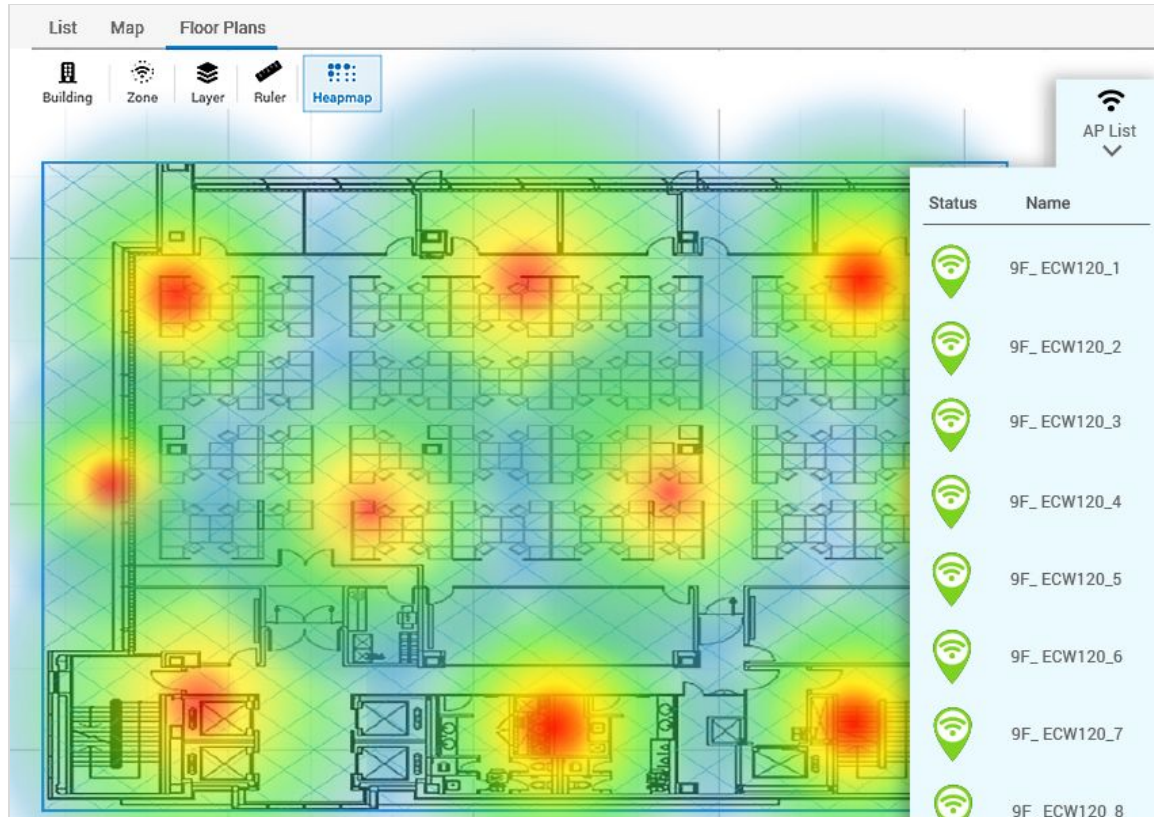 List Map Floor Plans
Building Zone Layer Ruler Heapmap
AP List
Status Name
9F_ ECW120_1
9F_ ECW120_2
9F_ ECW120_3
9F_ ECW120_4
9F_ ECW120_5
9F_ ECW120_6
9F_ ECW120_7
9F_ ECW120_8